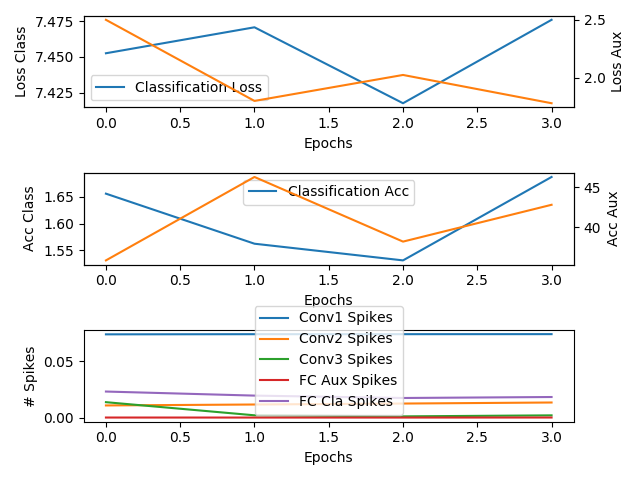 7.475
7.450
7.425
Loss Class
2.5
2.0
Loss Aux
Classification Loss
0.0 0.5 1.0 1.5 2.0 2.5 3.0
Epochs
1.65
1.60
1.55
Acc Class
45
40
Acc Aux
Classification Acc
0.0 0.5 1.0 1.5 2.0 2.5 3.0
Epochs
0.05
0.00
# Spikes
Conv1 Spikes
Conv2 Spikes
Conv3 Spikes
FC Aux Spikes
FC Cla Spikes
0.0 0.5 1.0 1.5 2.0 2.5 3.0
Epochs